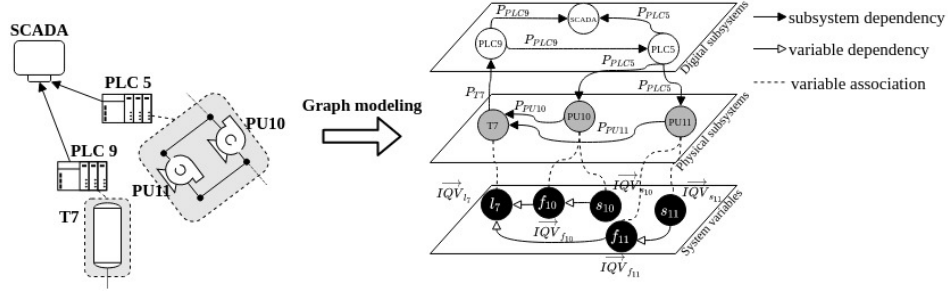 SCADA
PLC 5
PU10
PLC 9
PU11
T7
Graph modeling
P_PLC9
SCADA
P_PLC5
PLC9
P_PLC9
PLC5
P_PLC5
P_PLC5
Digital subsystems
P_T7
P_PU10
T7
PU10
P_PU11
PU11
Physical subsystems
IQV_l7
IQV_s10
IQV_s11
l7
f10
s10
s11
IQV_f10
f11
IQV_f11
System variables
subsystem dependency
variable dependency
variable association